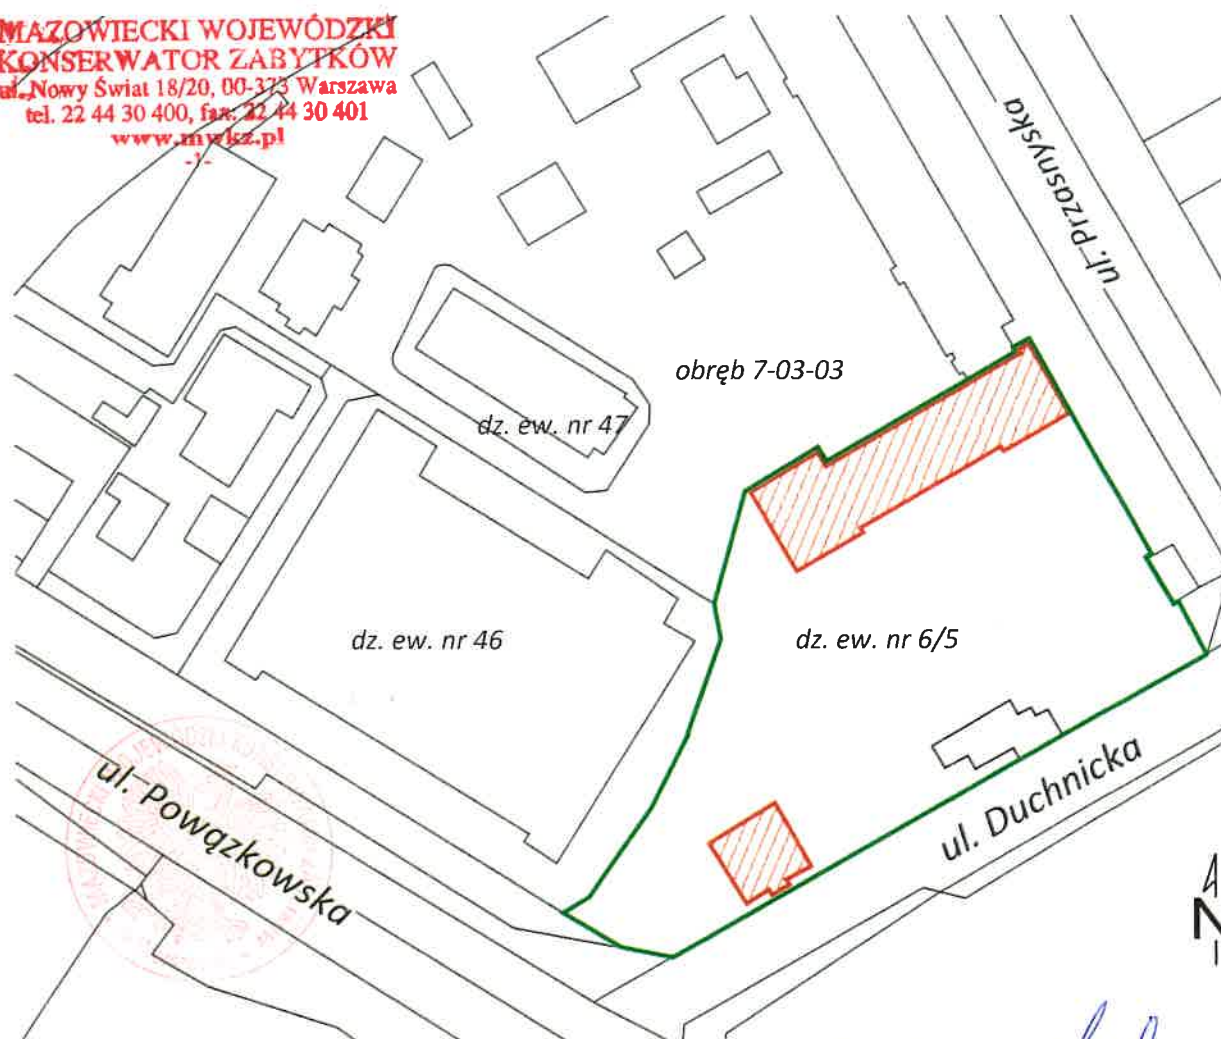 MAZOWIECKI WOJEWÓDZKI
KONSERWATOR ZABYTKÓW
ul. Nowy Świat 18/20, 00-373 Warszawa
tel. 22 44 30 400, fax: 22 44 30 401
www.mwkz.pl
-1-
ul. Przasnyska
obręb 7-03-03
dz. ew. nr 47
dz. ew. nr 46
dz. ew. nr 6/5
ul. Duchnicka
ul. Powązkowska
N